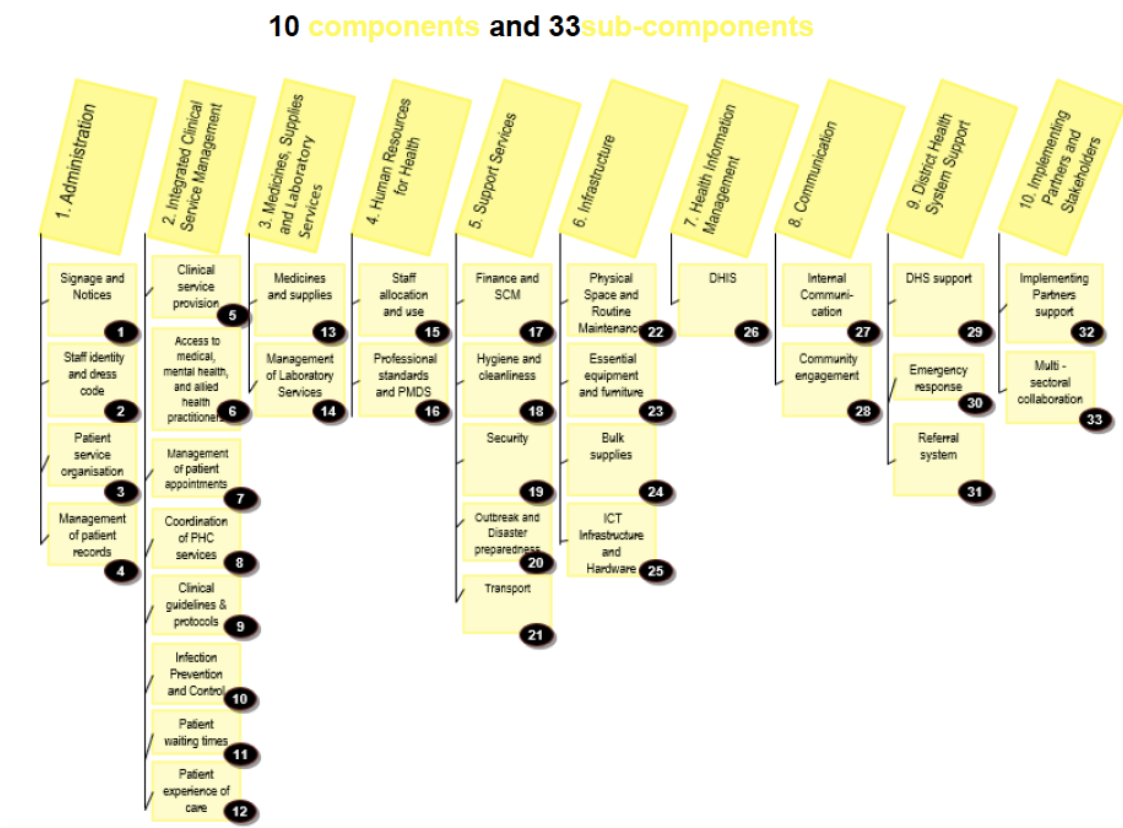 10 components and 33sub-components
1. Administration
2. Integrated Clinical
Service Management
3. Medicines, Supplies
and Laboratory
Services
4. Human Resources
for Health
5. Support Services
6. Infrastructure
7. Health Information
Management
8. Communication
9. District Health
System Support
10. Implementing
Partners and
Stakeholders
Signage and
Notices
1
Staff identity
and dress
code
2
Patient
service
organisation
3
Management
of patient
records
4
Clinical
service
provision
5
Access to
medical,
mental health,
and allied
health
practitioners
6
Management
of patient
appointments
7
Coordination
of PHC
services
8
Clinical
guidelines &
protocols
9
Infection
Prevention
and Control
10
Patient
waiting times
11
Patient
experience of
care
12
Medicines
and supplies
13
Management
of Laboratory
Services
14
Staff
allocation
and use
15
Professional
standards
and PMDS
16
Finance and
SCM
17
Hygiene and
cleanliness
18
Security
19
Outbreak and
Disaster
preparedness
20
Transport
21
Physical
Space and
Routine
Maintenance
22
Essential
equipment
and furniture
23
Bulk
supplies
24
ICT
Infrastructure
and
Hardware
25
DHIS
26
Internal
Communi-
cation
27
Community
engagement
28
DHS support
29
Emergency
response
30
Referral
system
31
Implementing
Partners
support
32
Multi -
sectoral
collaboration
33